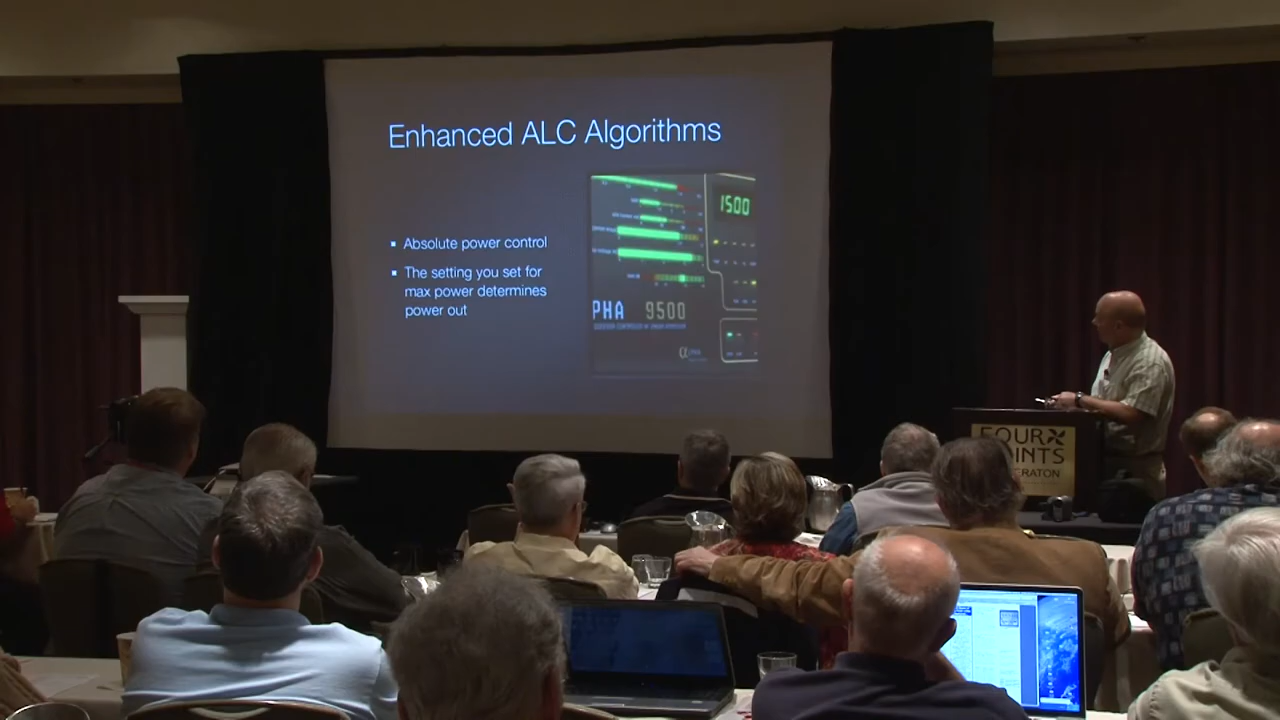 Enhanced ALC Algorithms
1500
Absolute power control
The setting you set for
max power determines
power out
PHA 9500
α
FOUR
POINTS
ERATON